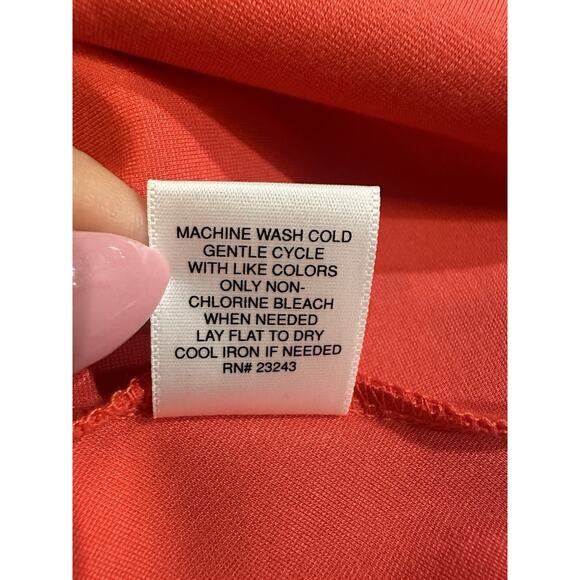 MACHINE WASH COLD
GENTLE CYCLE
WITH LIKE COLORS
ONLY NON-
CHLORINE BLEACH
WHEN NEEDED
LAY FLAT TO DRY
COOL IRON IF NEEDED
RN# 23243